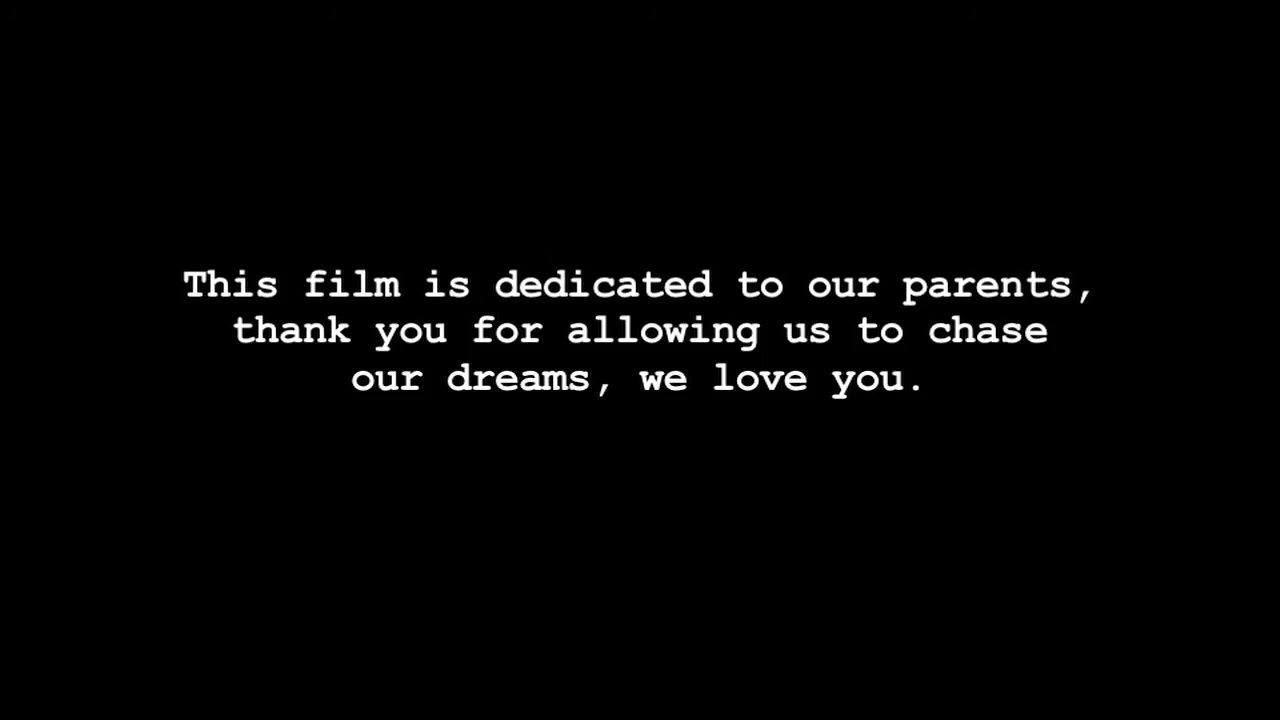 This film is dedicated to our parents,
thank you for allowing us to chase
our dreams, we love you.